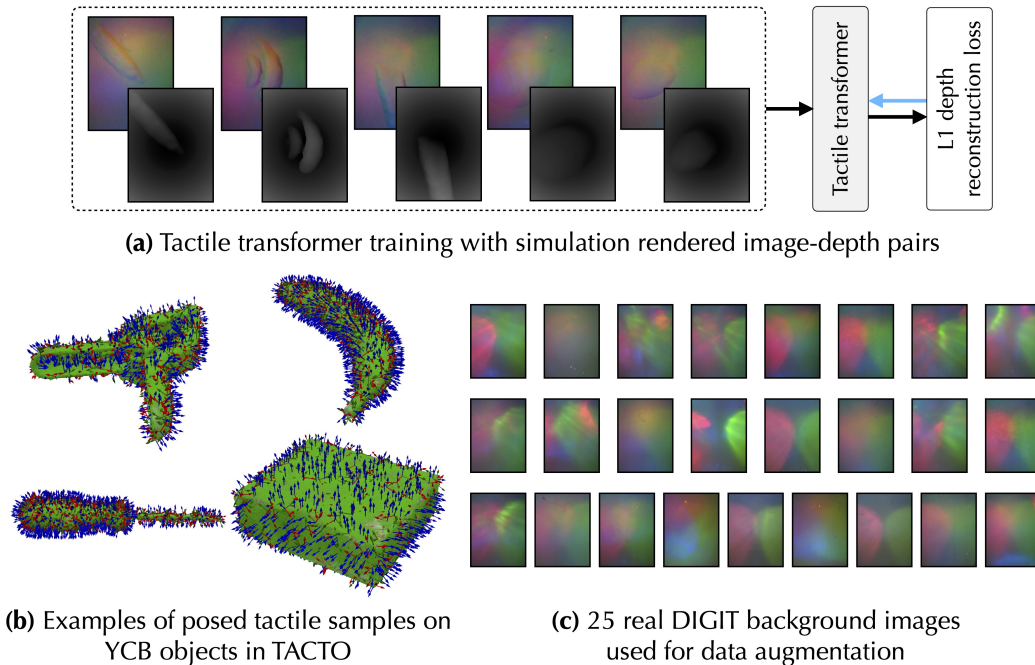 Tactile transformer
L1 depth
reconstruction loss
(a) Tactile transformer training with simulation rendered image-depth pairs
(b) Examples of posed tactile samples on
YCB objects in TACTO
(c) 25 real DIGIT background images
used for data augmentation